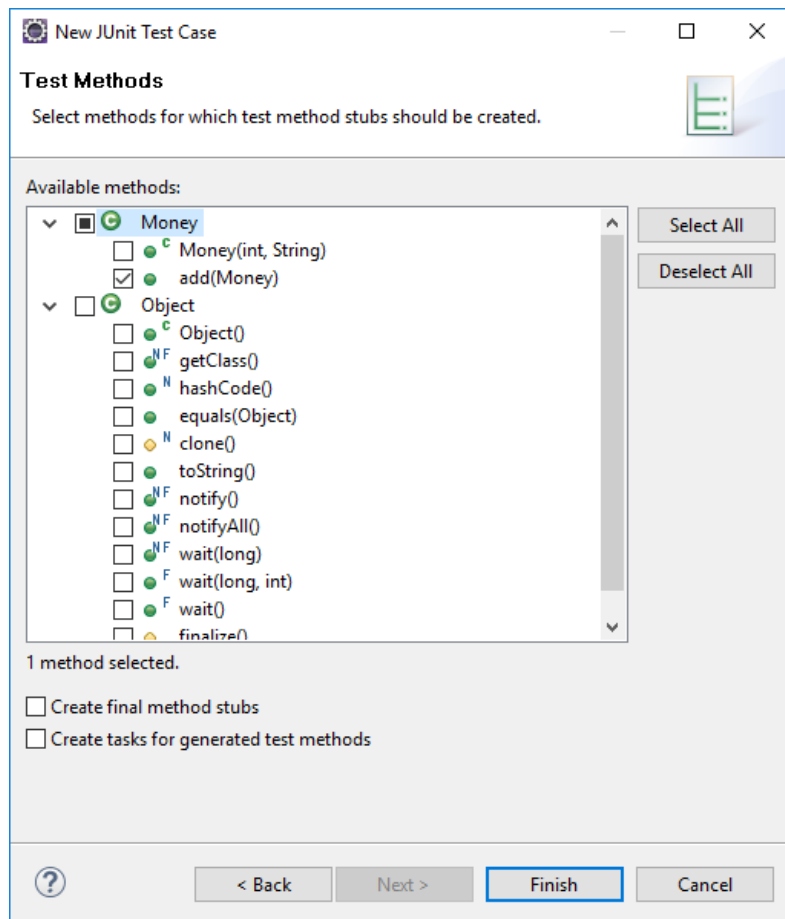 New JUnit Test Case
Test Methods
Select methods for which test method stubs should be created.
Available methods:
C Money
C Money(int, String)
add(Money)
C Object
C Object()
N F getClass()
N hashCode()
equals(Object)
N clone()
toString()
N F notify()
N F notifyAll()
N F wait(long)
F wait(long, int)
F wait()
finalize()
Select All
Deselect All
1 method selected.
Create final method stubs
Create tasks for generated test methods
? < Back Next > Finish Cancel